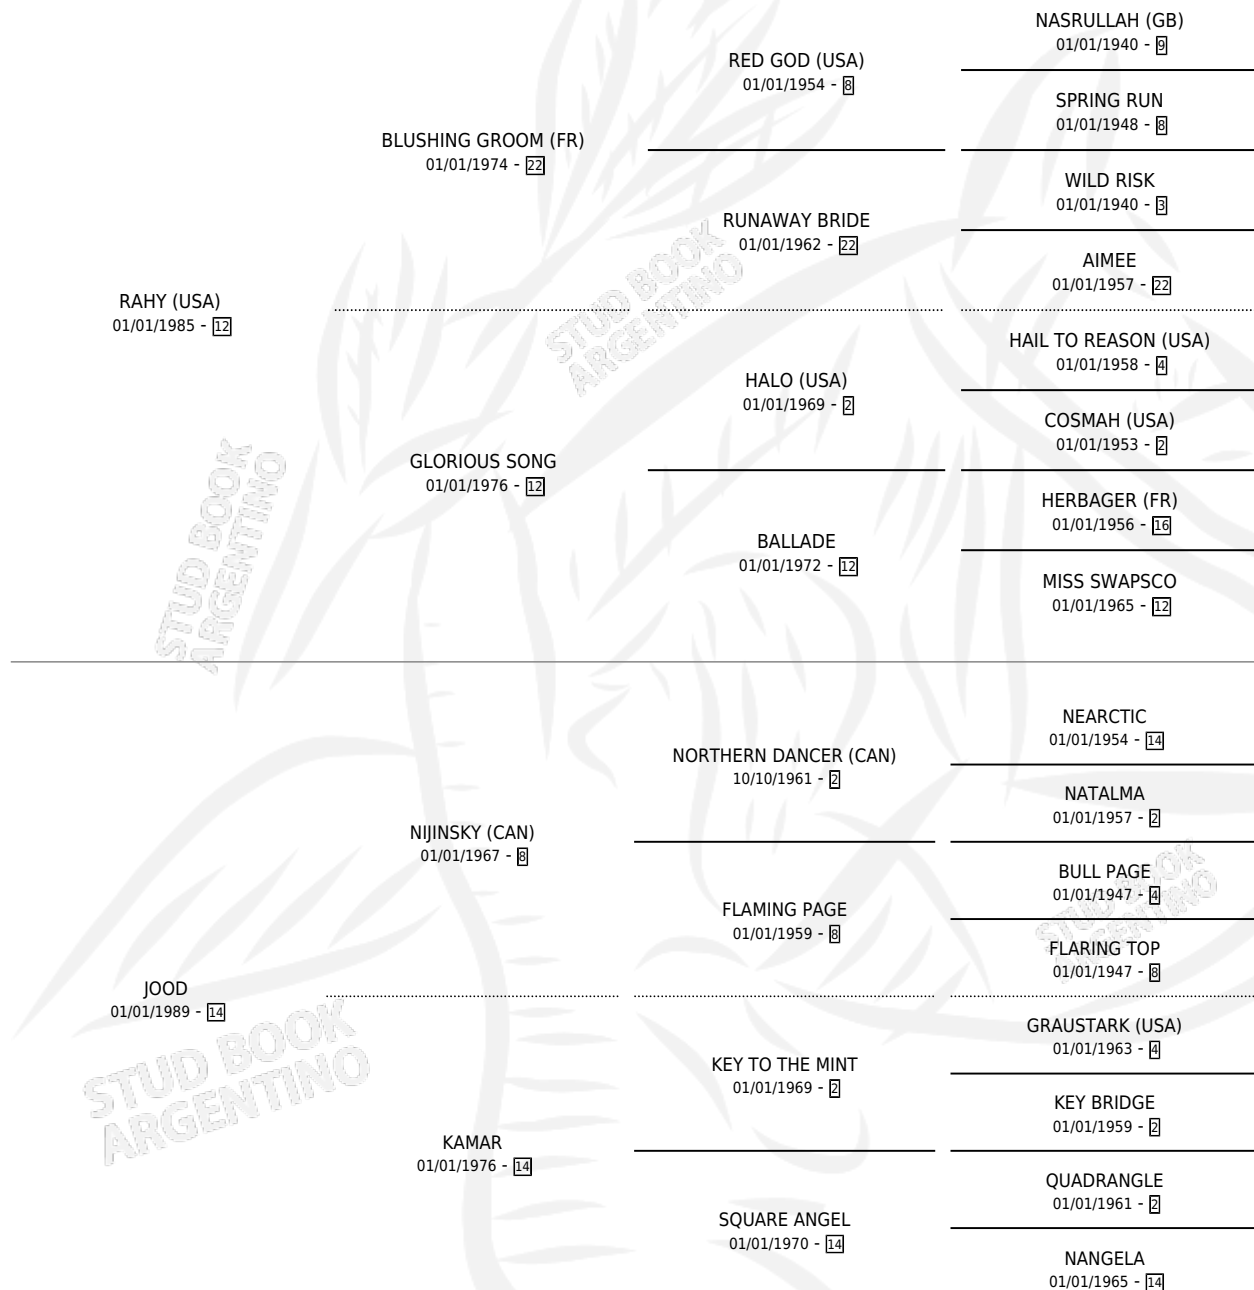 NASRULLAH (GB)
01/01/1940 - 9
RED GOD (USA)
01/01/1954 - 8
SPRING RUN
01/01/1948 - 8
BLUSHING GROOM (FR)
01/01/1974 - 22
WILD RISK
01/01/1940 - 3
RUNAWAY BRIDE
01/01/1962 - 22
AIMEE
01/01/1957 - 22
RAHY (USA)
01/01/1985 - 12
HAIL TO REASON (USA)
01/01/1958 - 4
HALO (USA)
01/01/1969 - 2
COSMAH (USA)
01/01/1953 - 2
GLORIOUS SONG
01/01/1976 - 12
HERBAGER (FR)
01/01/1956 - 16
BALLADE
01/01/1972 - 12
MISS SWAPSCO
01/01/1965 - 12
NEARCTIC
01/01/1954 - 14
NORTHERN DANCER (CAN)
10/10/1961 - 2
NATALMA
01/01/1957 - 2
NIJINSKY (CAN)
01/01/1967 - 8
BULL PAGE
01/01/1947 - 4
FLAMING PAGE
01/01/1959 - 8
FLARING TOP
01/01/1947 - 8
JOOD
01/01/1989 - 14
GRAUSTARK (USA)
01/01/1963 - 4
KEY TO THE MINT
01/01/1969 - 2
KEY BRIDGE
01/01/1959 - 2
KAMAR
01/01/1976 - 14
QUADRANGLE
01/01/1961 - 2
SQUARE ANGEL
01/01/1970 - 14
NANGELA
01/01/1965 - 14
STUD BOOK
ARGENTINO
STUD BOOK
ARGENTINO
STUD BOOK
ARGENTINO
STUD BOOK
ARGENTINO